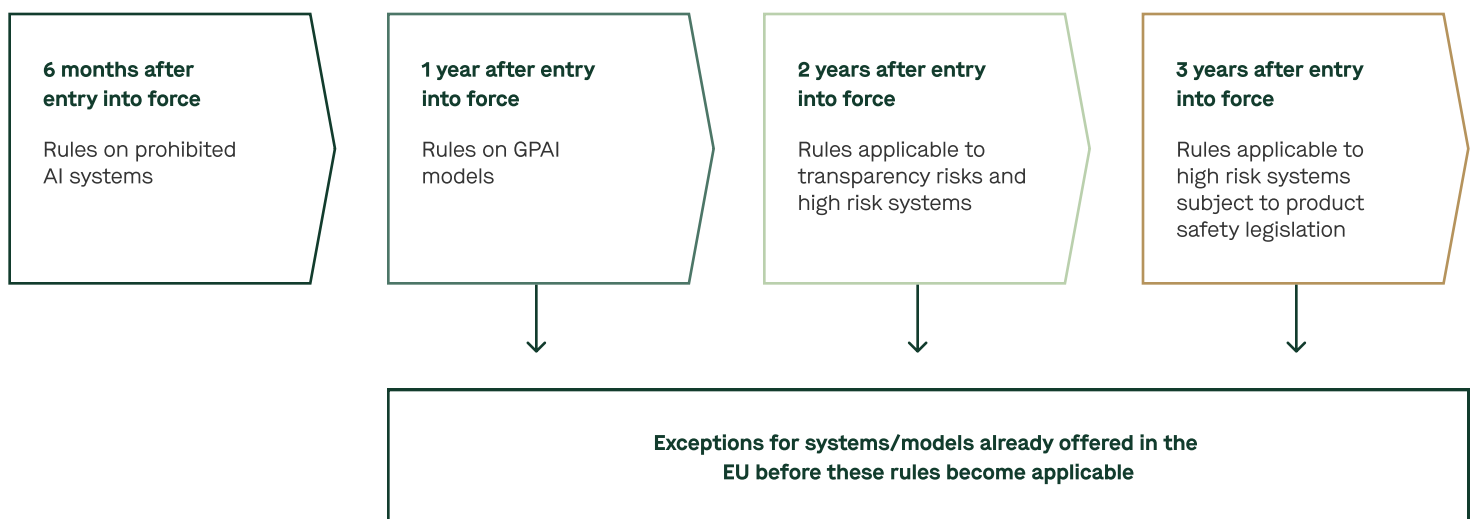 6 months after
entry into force
Rules on prohibited
AI systems
1 year after entry
into force
Rules on GPAI
models
2 years after entry
into force
Rules applicable to
transparency risks and
high risk systems
3 years after entry
into force
Rules applicable to
high risk systems
subject to product
safety legislation
Exceptions for systems/models already offered in the
EU before these rules become applicable